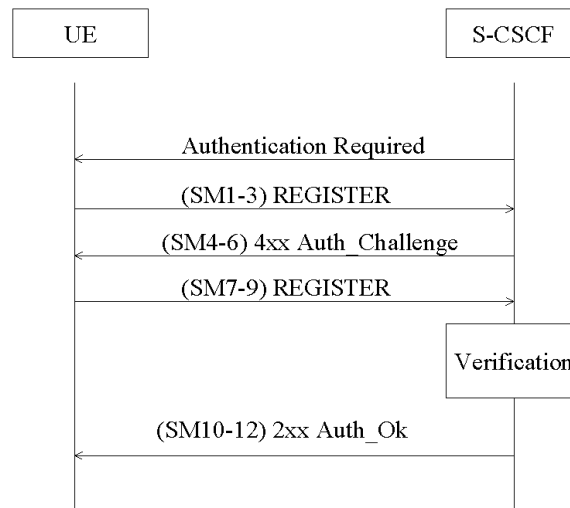 UE
S-CSCF
Authentication Required
(SM1-3) REGISTER
(SM4-6) 4xx Auth_Challenge
(SM7-9) REGISTER
Verification
(SM10-12) 2xx Auth_Ok